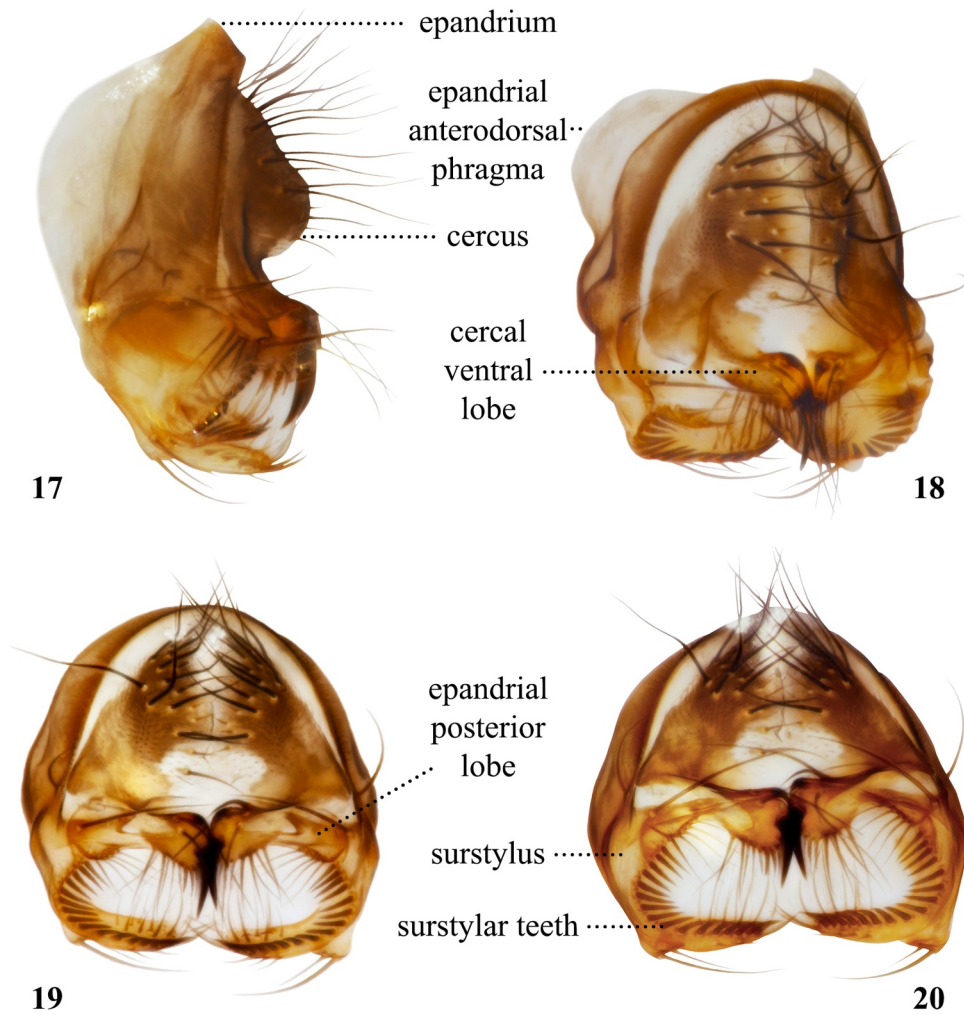 epandrium
epandrial
anterodorsal
phragma
cercus
cercal
ventral
lobe
17
18
epandrial
posterior
lobe
surstylus
surstylar teeth
19
20